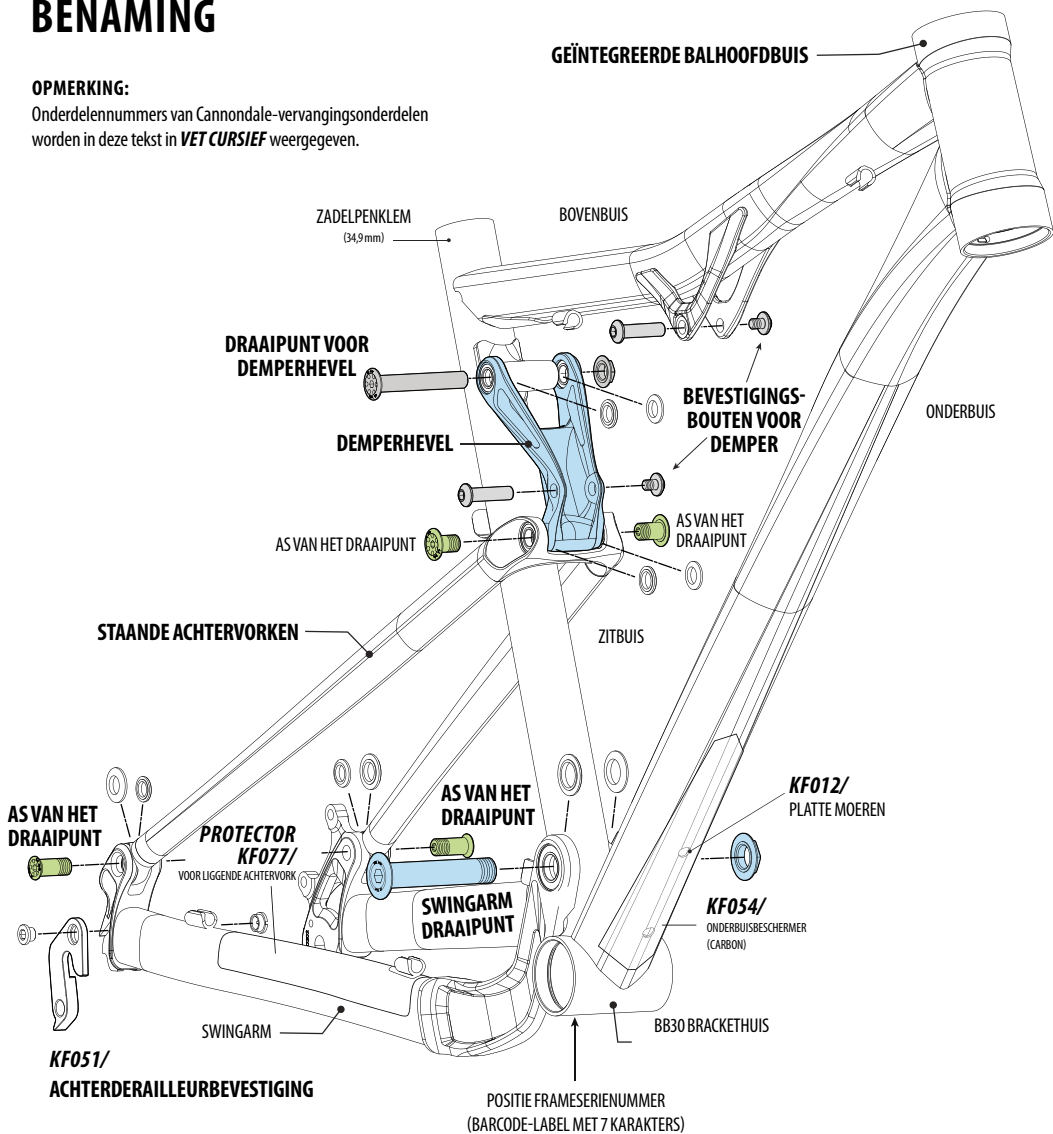 BENAMING
GEÏNTEGREERDE BALHOOFDBUIS
OPMERKING:
Onderdelennummers van Cannondale-vervangingsonderdelen
worden in deze tekst in VET CURSIEF weergegeven.
ZADELPENKLEM
(34,9 mm)
BOVENBUIS
DRAAIPUNT VOOR
DEMPERHEVEL
BEVESTIGINGS-
BOUTEN VOOR
DEMPER
ONDERBUIS
DEMPERHEVEL
AS VAN HET DRAAIPUNT
AS VAN HET
DRAAIPUNT
STAANDE ACHTERVORKEN
ZITBUIS
AS VAN HET
DRAAIPUNT
PROTECTOR
KF077/
VOOR LIGGENDE ACHTERVORK
AS VAN HET
DRAAIPUNT
KF012/
PLATTE MOEREN
SWINGARM
DRAAIPUNT
KF054/
ONDERBUISBESCHERMER
(CARBON)
SWINGARM
BB30 BRACKETHUIS
KF051/
ACHTERDERAILLEURBEVESTIGING
POSITIE FRAMESERIENUMMER
(BARCODE-LABEL MET 7 KARAKTERS)